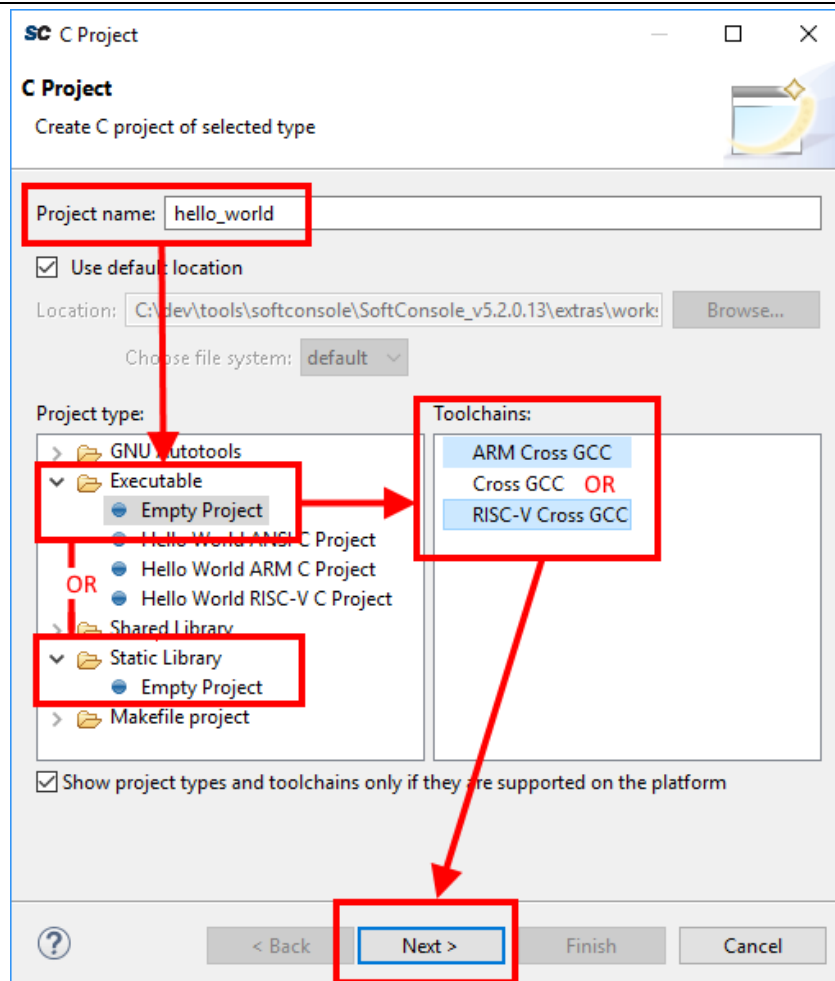 SC C Project
C Project
Create C project of selected type
Project name: hello_world
Use default location
Location: C:\dev\tools\softconsole\SoftConsole_v5.2.0.13\extras\work: Browse...
Choose file system: default
Project type:
GNU Autotools
Executable
Empty Project
Hello World ANSI C Project
Hello World ARM C Project
OR
Hello World RISC-V C Project
Shared Library
Static Library
Empty Project
Makefile project
Toolchains:
ARM Cross GCC
Cross GCC OR
RISC-V Cross GCC
Show project types and toolchains only if they are supported on the platform
? < Back Next > Finish Cancel